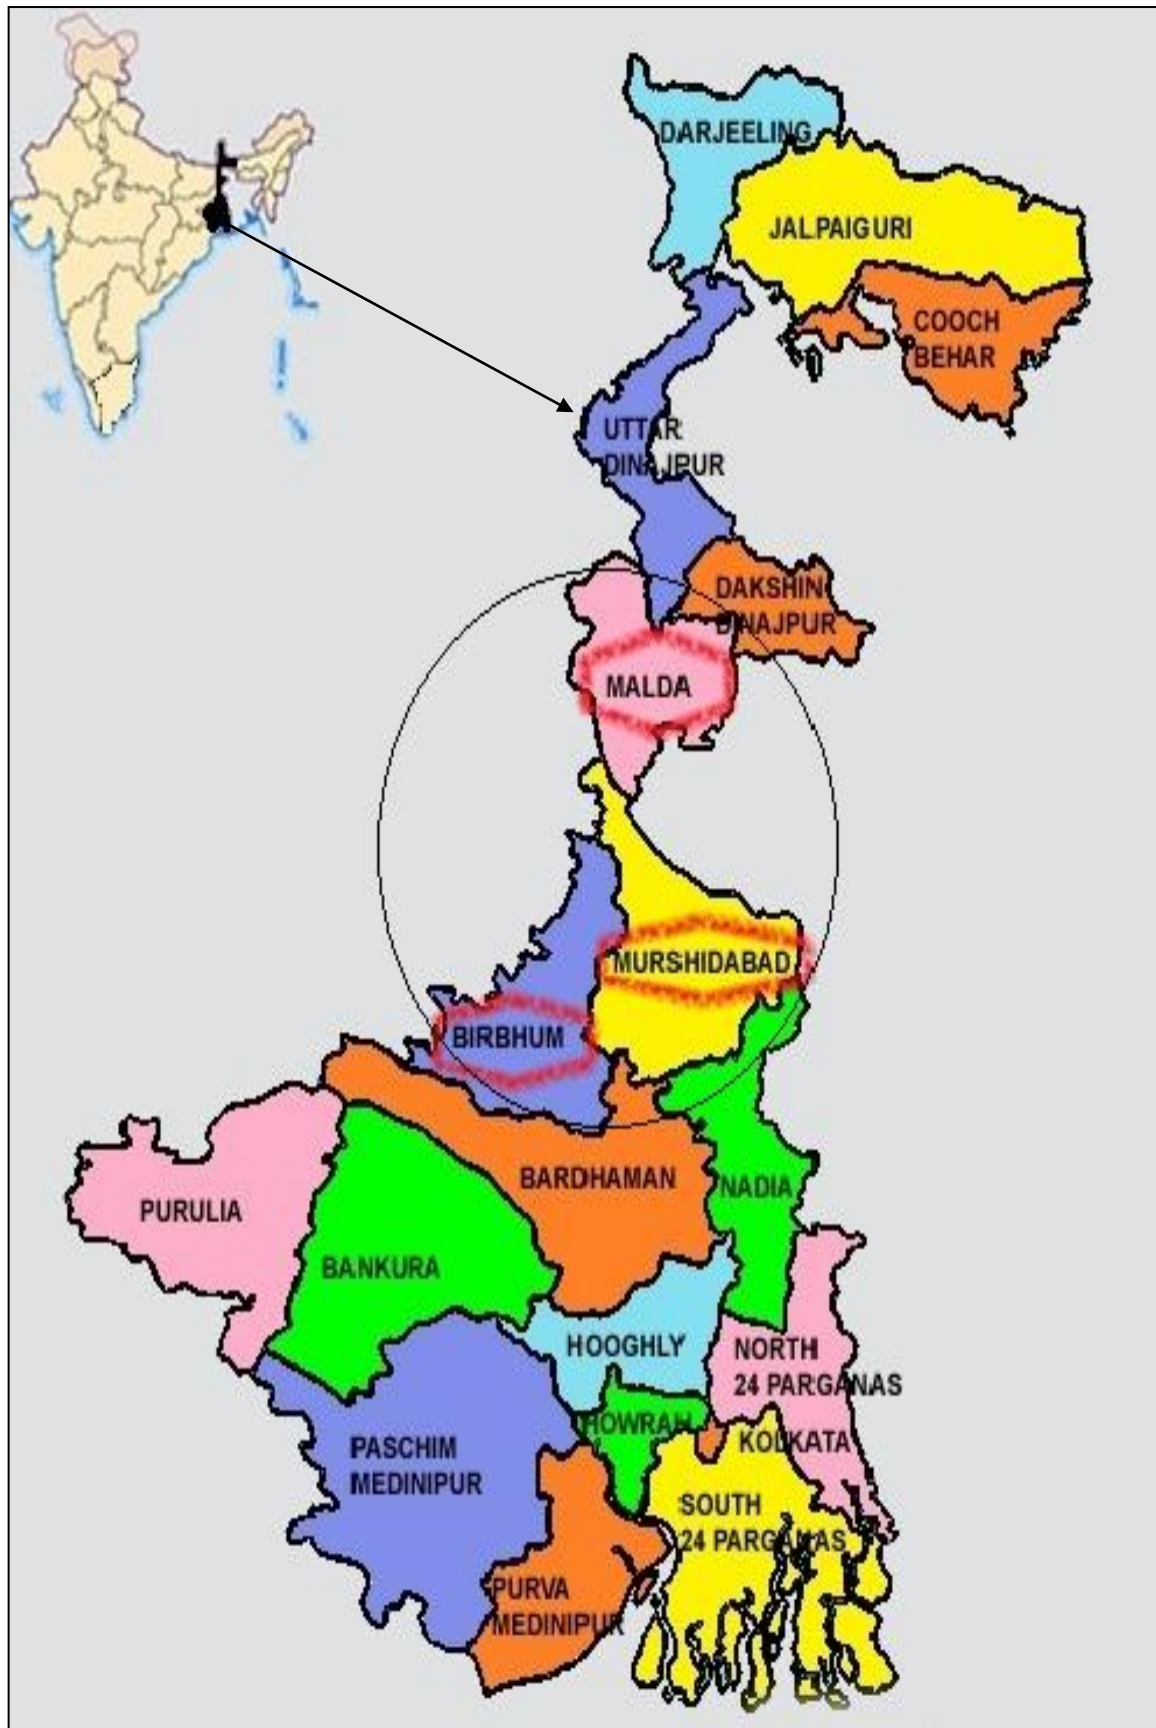 DARJEELING
JALPAIGURI
COOCH
BEHAR
UTTAR
DINAJPUR
DAKSHIN
DINAJPUR
MALDA
MURSHIDABAD
BIRBHUM
BARDHAMAN
NADIA
PURULIA
BANKURA
HOOGHLY
NORTH
24 PARGANAS
HOWRAH
KOLKATA
PASCHIM
MEDINIPUR
SOUTH
24 PARGANAS
PURVA
MEDINIPUR